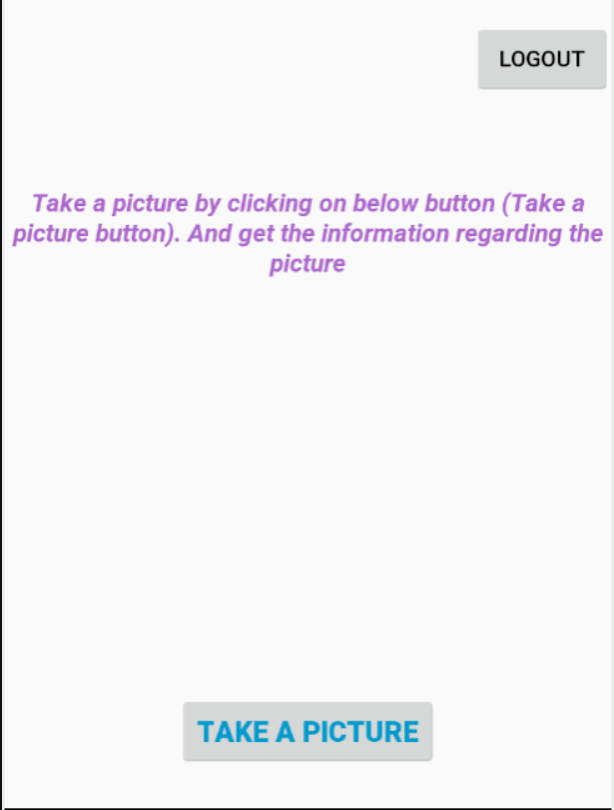 LOGOUT
Take a picture by clicking on below button (Take a
picture button). And get the information regarding the
picture
TAKE A PICTURE